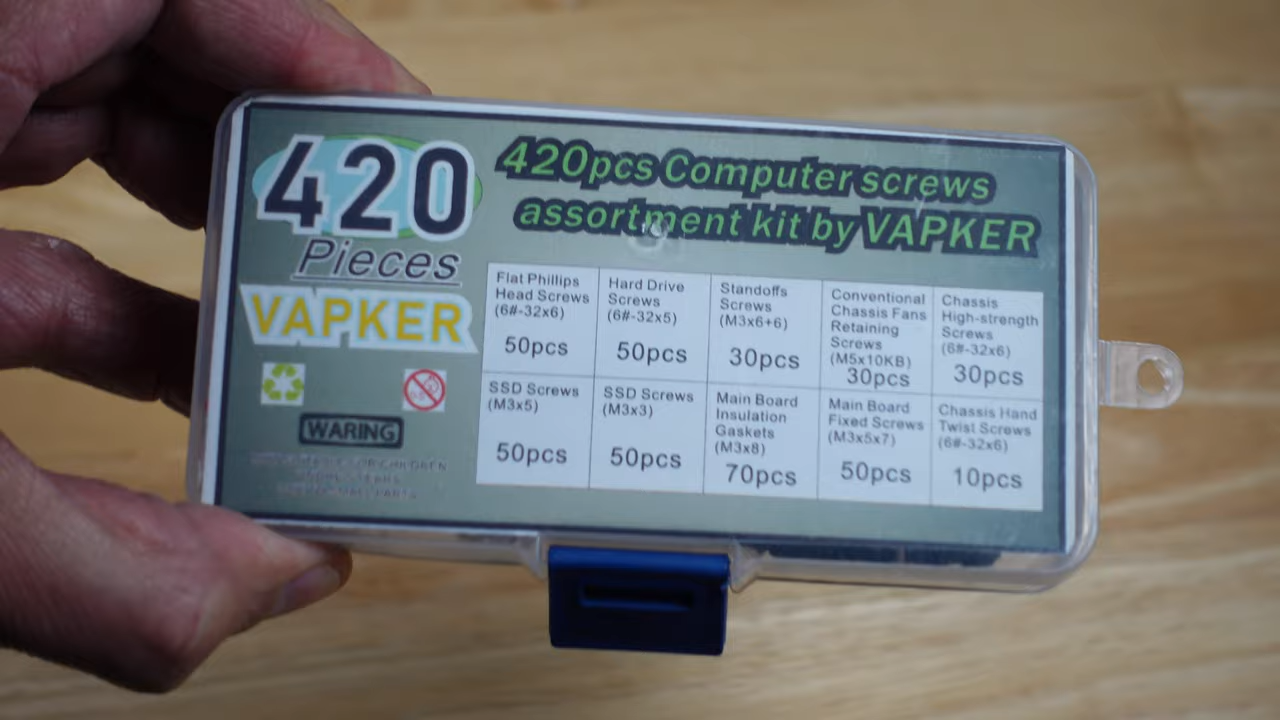 420
Pieces
VAPKER
WARING
420pcs Computer screws
assortment kit by VAPKER
Flat Phillips
Head Screws
(6#-32x6)
50pcs
Hard Drive
Screws
(6#-32x5)
50pcs
Standoffs
Screws
(M3x6+6)
30pcs
Conventional
Chassis Fans
Retaining
Screws
(M5x10KB)
30pcs
Chassis
High-strength
Screws
(6#-32x6)
30pcs
SSD Screws
(M3x5)
50pcs
SSD Screws
(M3x3)
50pcs
Main Board
Insulation
Gaskets
(M3x8)
70pcs
Main Board
Fixed Screws
(M3x5x7)
50pcs
Chassis Hand
Twist Screws
(6#-32x6)
10pcs